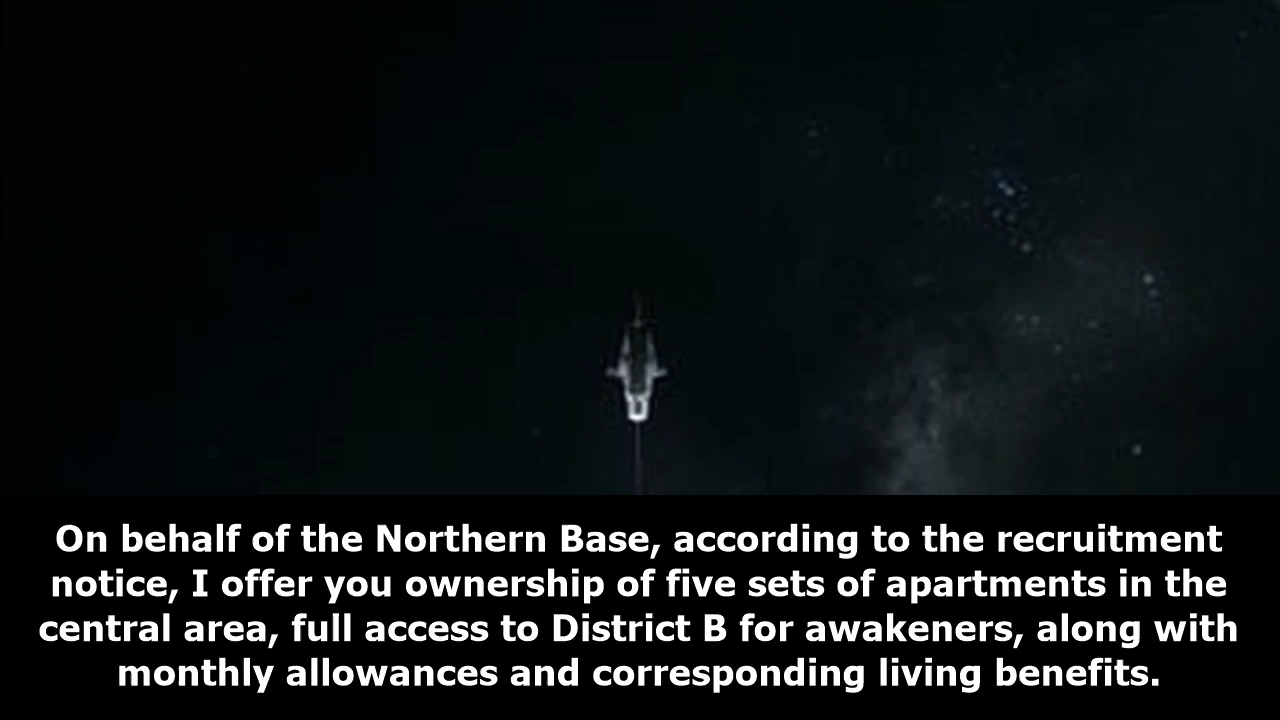 On behalf of the Northern Base, according to the recruitment
notice, I offer you ownership of five sets of apartments in the
central area, full access to District B for awakeners, along with
monthly allowances and corresponding living benefits.